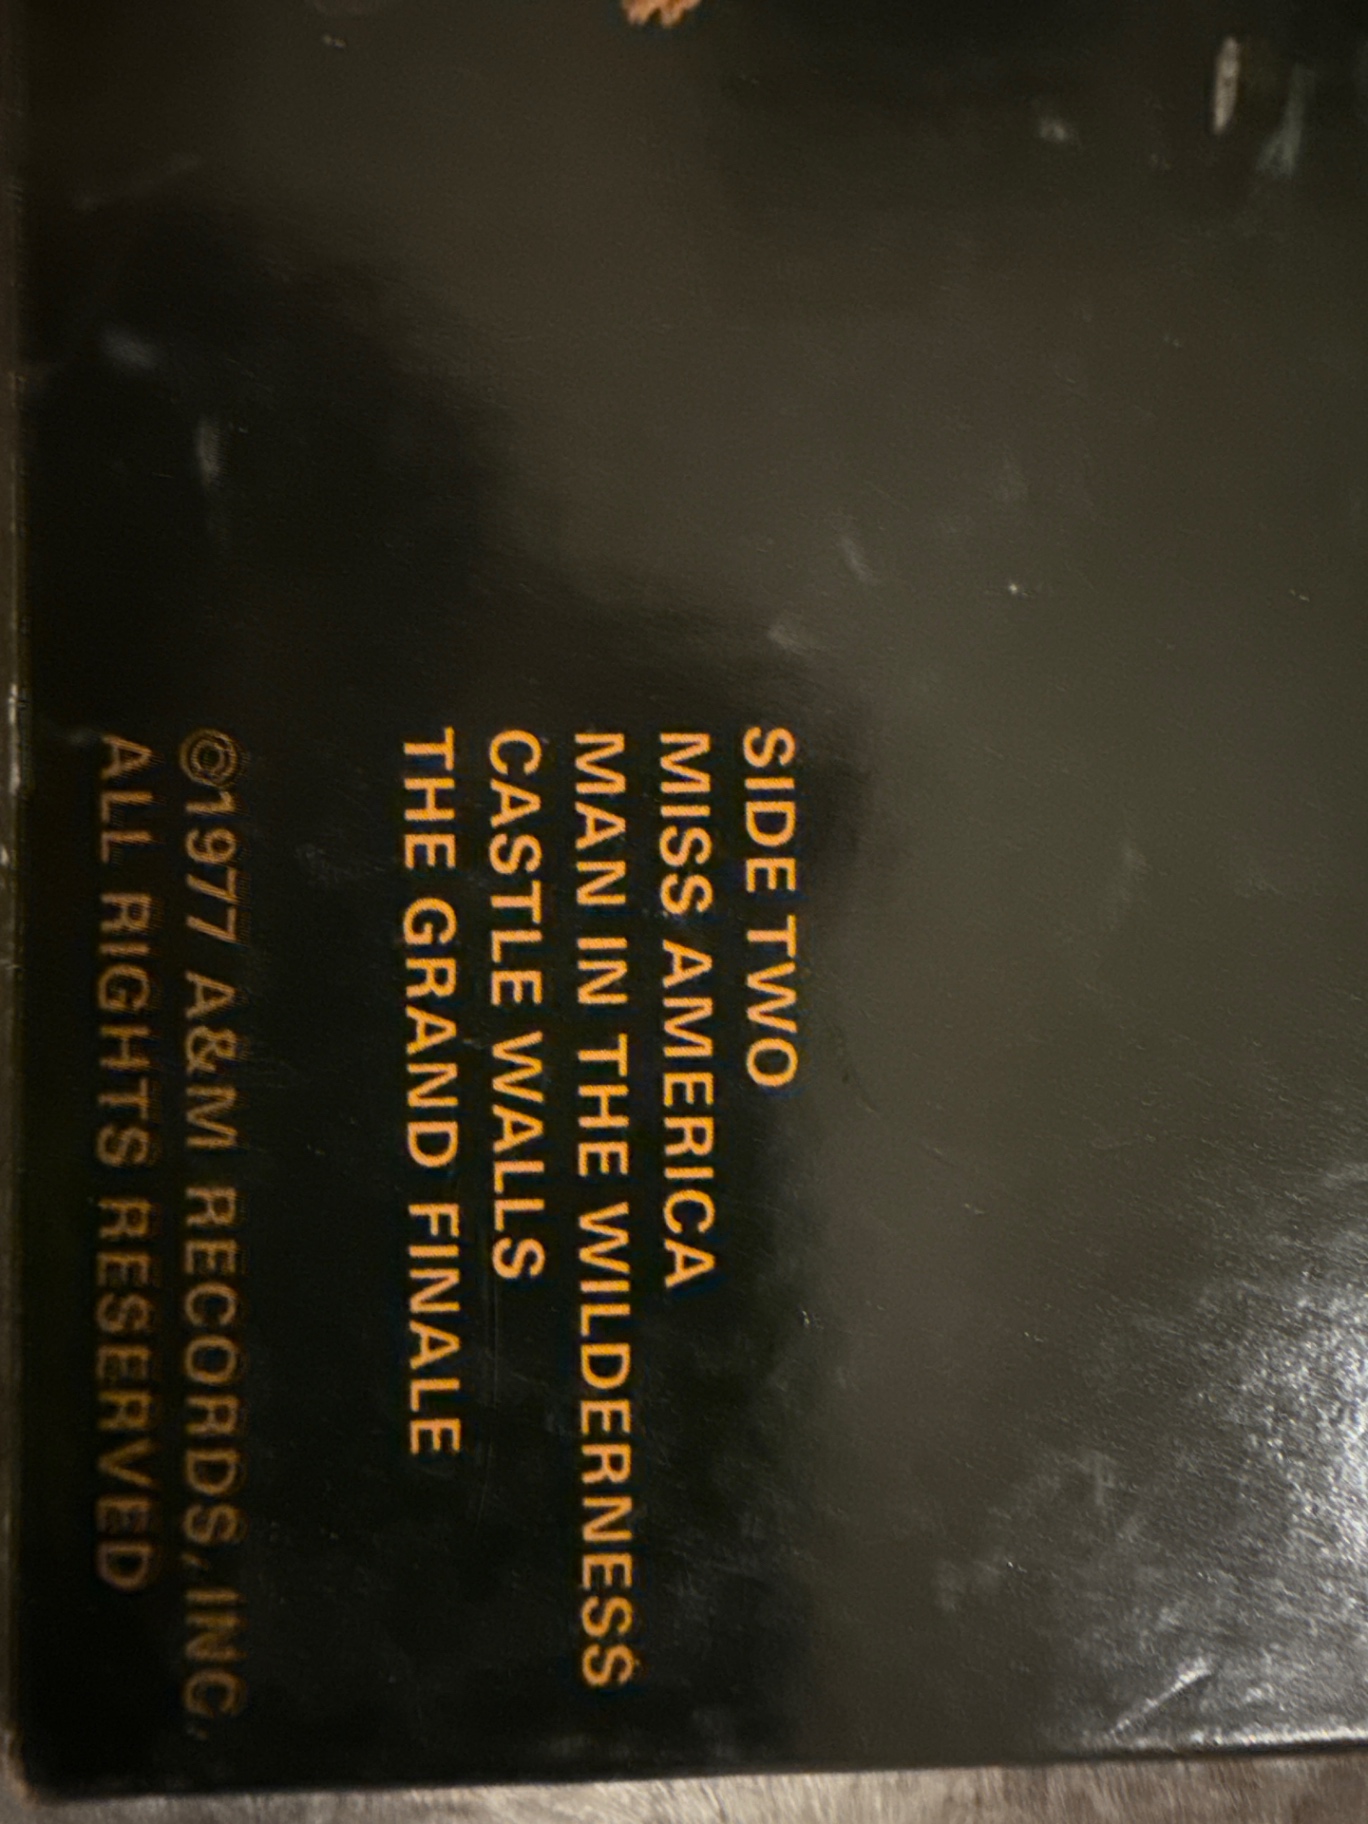 SIDE TWO
MISS AMERICA
MAN IN THE WILDERNESS
CASTLE WALLS
THE GRAND FINALE
©1977 A&M RECORDS, INC.
ALL RIGHTS RESERVED